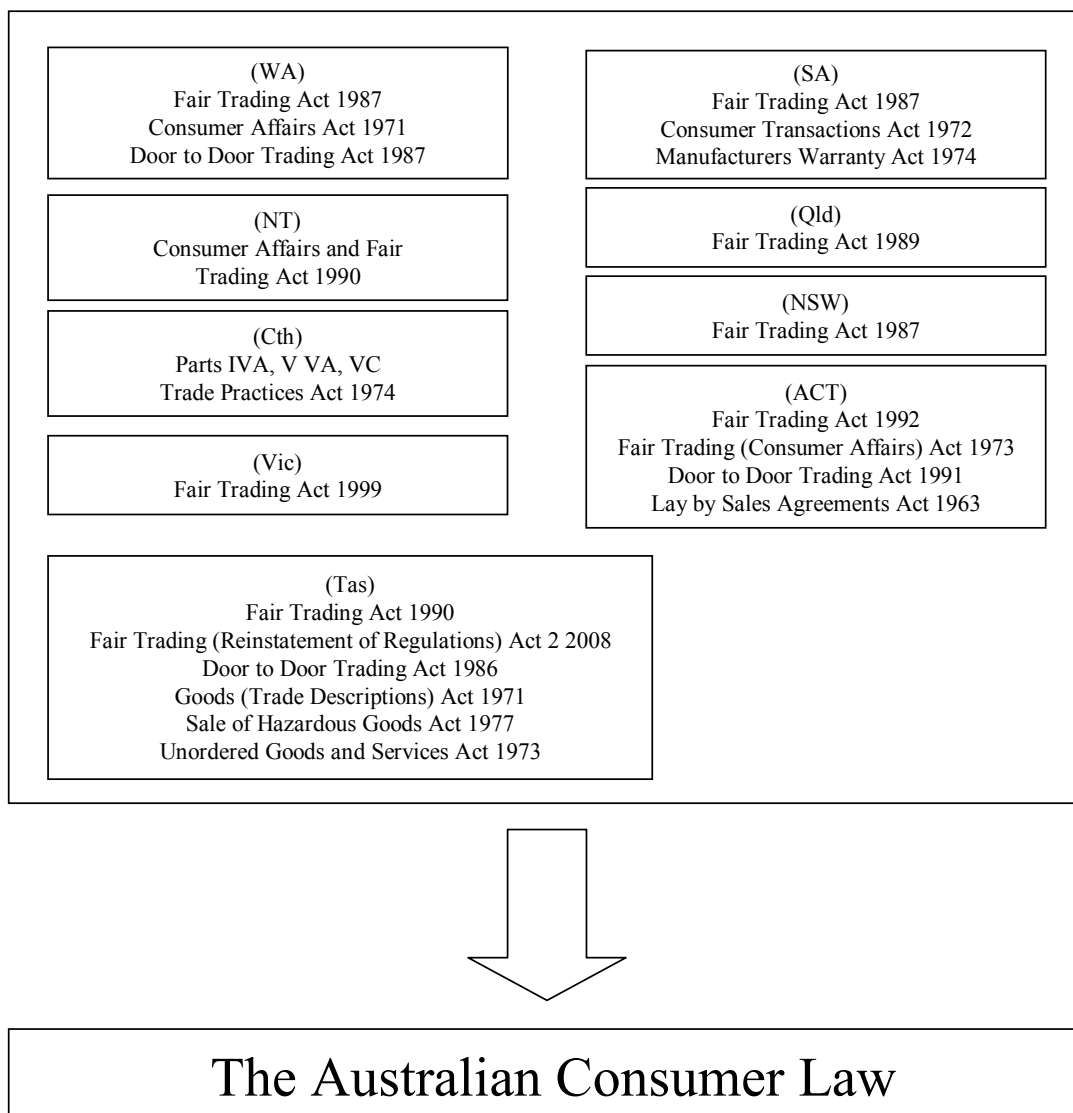 (WA)
Fair Trading Act 1987
Consumer Affairs Act 1971
Door to Door Trading Act 1987
(NT)
Consumer Affairs and Fair
Trading Act 1990
(Cth)
Parts IVA, V VA, VC
Trade Practices Act 1974
(Vic)
Fair Trading Act 1999
(SA)
Fair Trading Act 1987
Consumer Transactions Act 1972
Manufacturers Warranty Act 1974
(Qld)
Fair Trading Act 1989
(NSW)
Fair Trading Act 1987
(ACT)
Fair Trading Act 1992
Fair Trading (Consumer Affairs) Act 1973
Door to Door Trading Act 1991
Lay by Sales Agreements Act 1963
(Tas)
Fair Trading Act 1990
Fair Trading (Reinstatement of Regulations) Act 2 2008
Door to Door Trading Act 1986
Goods (Trade Descriptions) Act 1971
Sale of Hazardous Goods Act 1977
Unordered Goods and Services Act 1973
The Australian Consumer Law